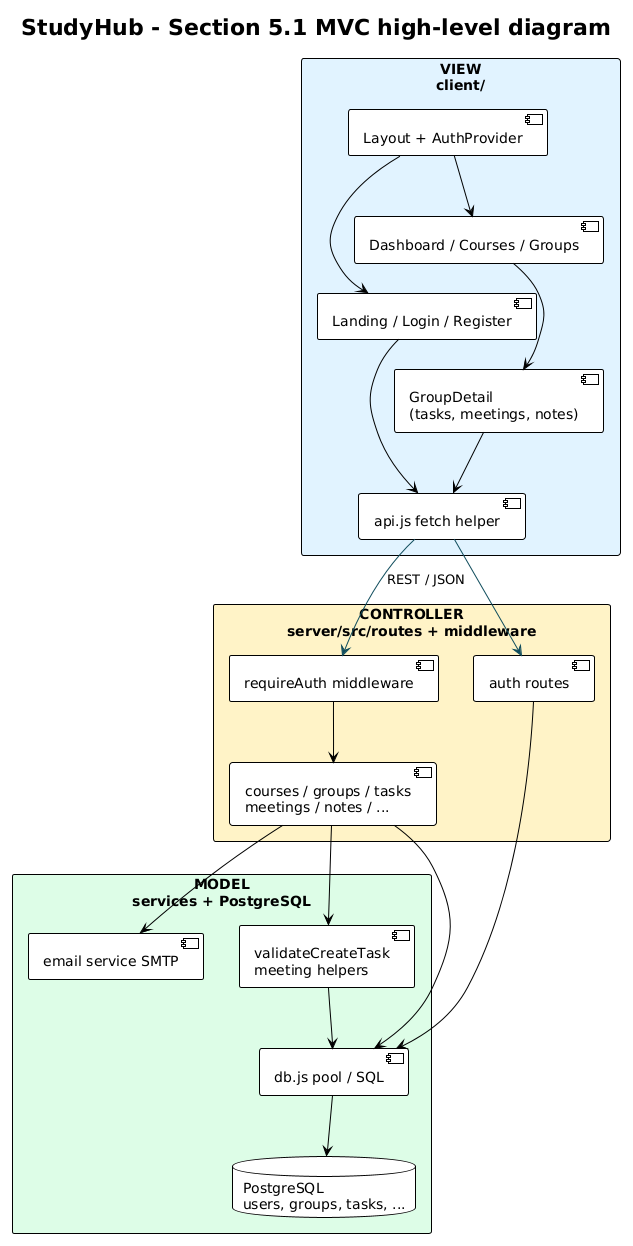 StudyHub - Section 5.1 MVC high-level diagram
VIEW
client/
Layout + AuthProvider
Dashboard / Courses / Groups
Landing / Login / Register
GroupDetail
(tasks, meetings, notes)
api.js fetch helper
REST / JSON
CONTROLLER
server/src/routes + middleware
requireAuth middleware
auth routes
courses / groups / tasks
meetings / notes / ...
MODEL
services + PostgreSQL
email service SMTP
validateCreateTask
meeting helpers
db.js pool / SQL
PostgreSQL
users, groups, tasks, ...